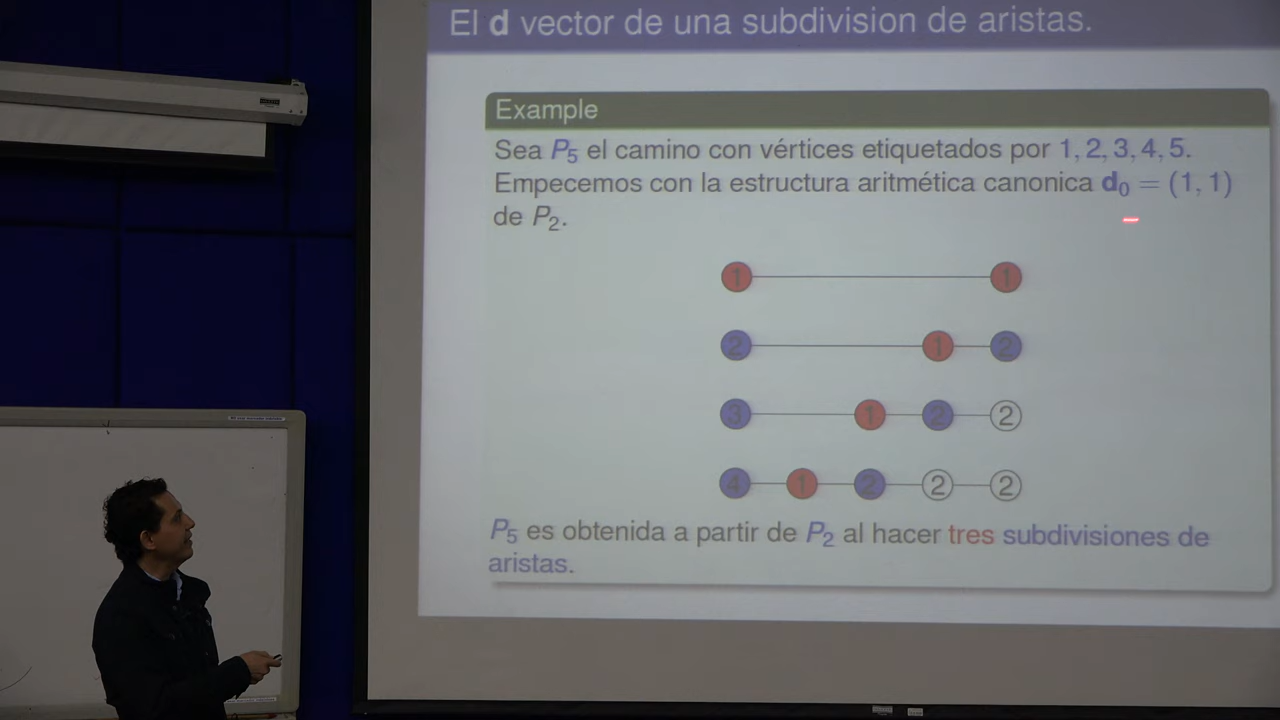 El d vector de una subdivision de aristas.
Example
Sea P₅ el camino con vértices etiquetados por 1, 2, 3, 4, 5.
Empecemos con la estructura aritmética canonica d₀ = (1, 1)
de P₂.
1 1
2 1 2
3 1 2 2
4 1 2 2 2
P₅ es obtenida a partir de P₂ al hacer tres subdivisiones de
aristas.